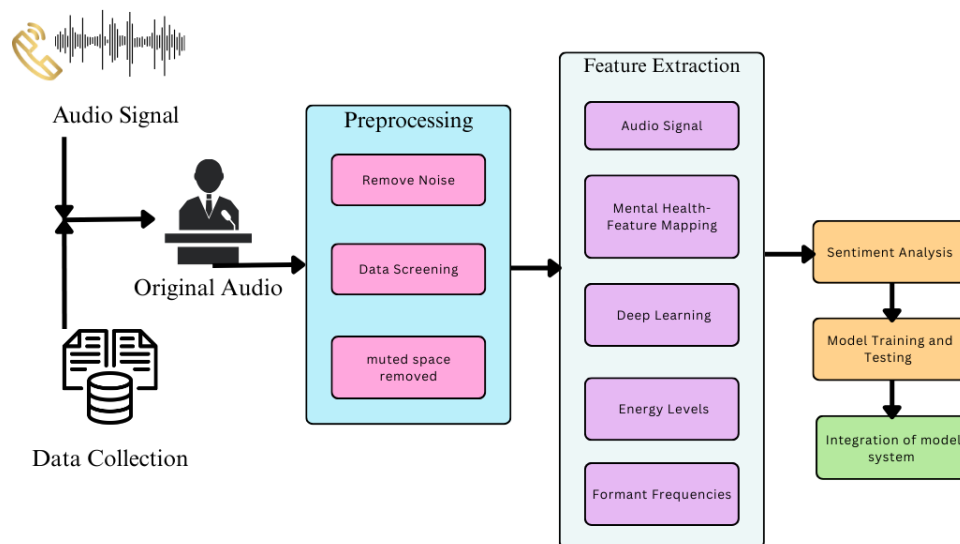 Audio Signal
Original Audio
Data Collection
Preprocessing
Remove Noise
Data Screening
muted space
removed
Feature Extraction
Audio Signal
Mental Health-
Feature Mapping
Deep Learning
Energy Levels
Formant Frequencies
Sentiment Analysis
Model Training and
Testing
Integration of model
system